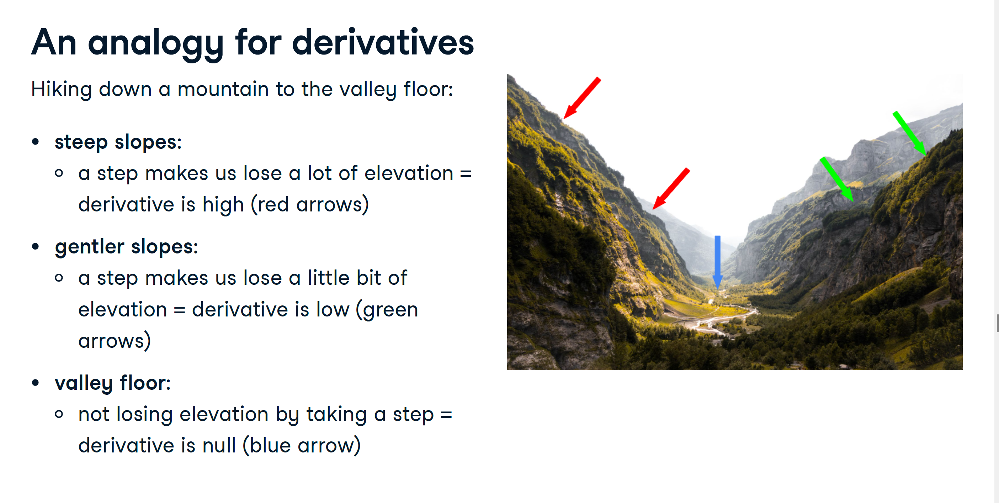 An analogy for derivatives
Hiking down a mountain to the valley floor:
• steep slopes:
○ a step makes us lose a lot of elevation =
derivative is high (red arrows)
• gentler slopes:
○ a step makes us lose a little bit of
elevation = derivative is low (green
arrows)
• valley floor:
○ not losing elevation by taking a step =
derivative is null (blue arrow)